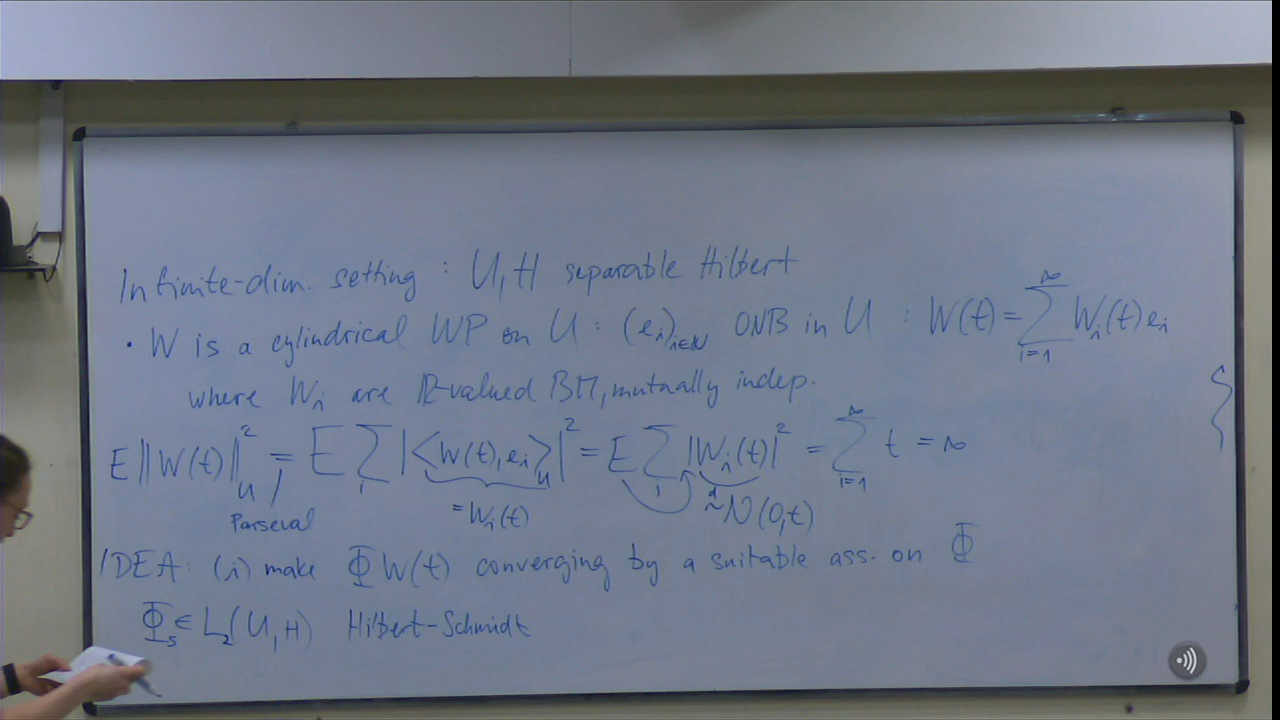 Infinite-dim. setting : U, H separable Hilbert
• W is a cylindrical WP on U : (e_i)_{i∈ℕ} ONB in U : W(t) = ∑_{i=1}^∞ W_i(t) e_i
where W_i are ℝ-valued BM, mutually indep.
E‖W(t)‖²_U = E ∑_i |<W(t), e_i>_U|² = E ∑_i |W_i(t)|² = ∑_{i=1}^∞ t = ∞
Parseval = W_i(t) ~^d N(0,t)
IDEA: (i) make Φ W(t) converging by a suitable ass. on Φ
Φ_s ∈ L_2(U, H) Hilbert-Schmidt